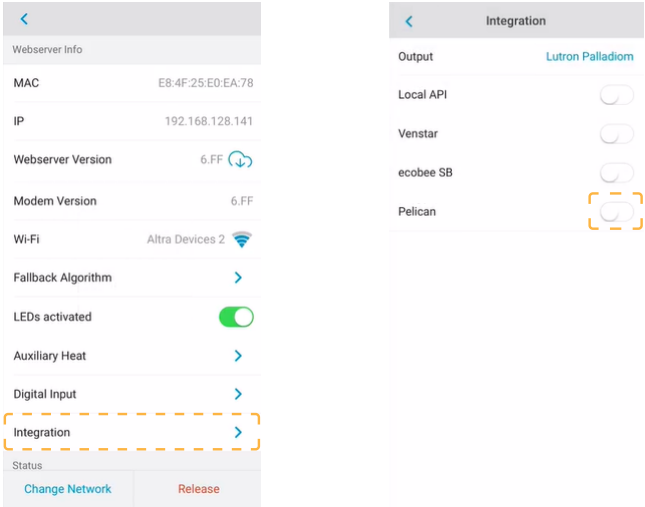 Webserver Info
MAC E8:4F:25:E0:EA:78
IP 192.168.128.141
Webserver Version 6.FF
Modem Version 6.FF
Wi-Fi Altra Devices 2
Fallback Algorithm
LEDs activated
Auxiliary Heat
Digital Input
Integration
Status
Change Network Release
Integration
Output Lutron Palladiom
Local API
Venstar
ecobee SB
Pelican